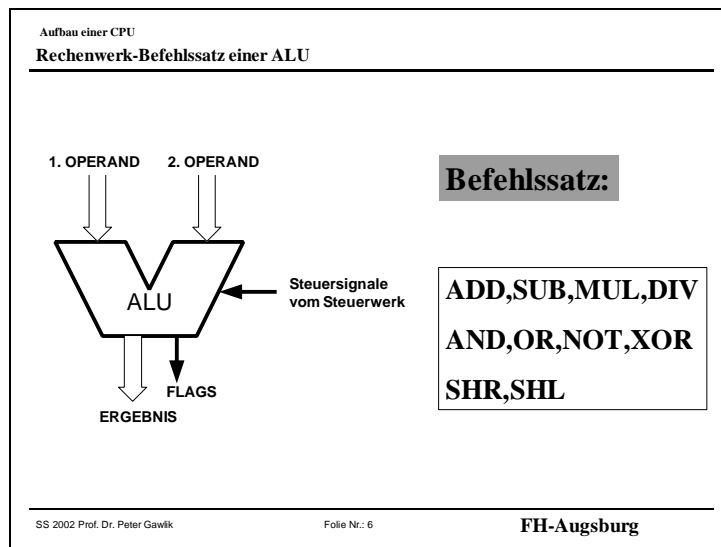 Aufbau einer CPU
Rechenwerk-Befehlssatz einer ALU
1. OPERAND 2. OPERAND
Befehlssatz:
ALU
Steuersignale
vom Steuerwerk
FLAGS
ERGEBNIS
ADD,SUB,MUL,DIV
AND,OR,NOT,XOR
SHR,SHL
SS 2002 Prof. Dr. Peter Gawlik Folie Nr.: 6 FH-Augsburg